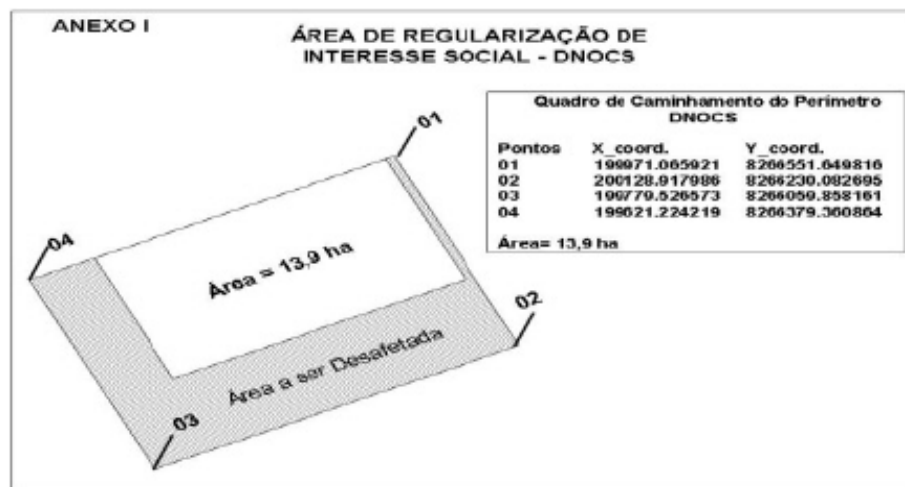 ANEXO I
ÁREA DE REGULARIZAÇÃO DE
INTERESSE SOCIAL - DNOCS
Quadro de Caminhamento do Perímetro
DNOCS
Pontos X_coord. Y_coord.
01 199971.065921 8266551.649816
02 200128.917986 8266230.082695
03 199779.526573 8266059.858161
04 199621.224219 8266379.360864
Área= 13,9 ha
01
04
Área = 13,9 ha
02
Área a ser Desafetada
03